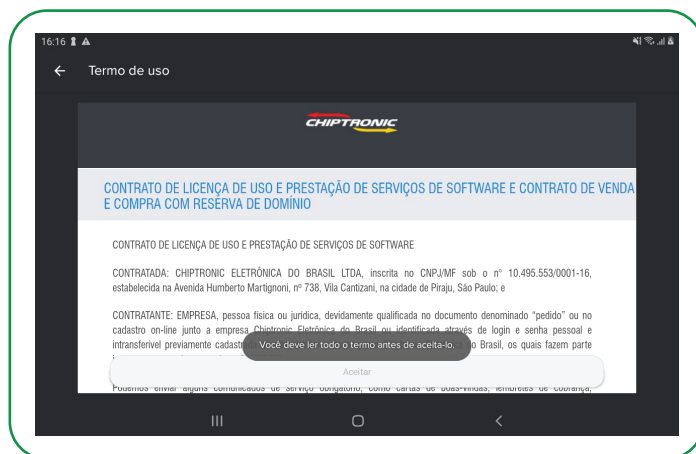 16:16
Termo de uso
CHIPTRONIC
CONTRATO DE LICENÇA DE USO E PRESTAÇÃO DE SERVIÇOS DE SOFTWARE E CONTRATO DE VENDA
E COMPRA COM RESERVA DE DOMÍNIO
CONTRATO DE LICENÇA DE USO E PRESTAÇÃO DE SERVIÇOS DE SOFTWARE
CONTRATADA: CHIPTRONIC ELETRÔNICA DO BRASIL LTDA, inscrita no CNPJ/MF sob o nº 10.495.553/0001-16,
estabelecida na Avenida Humberto Martignoni, nº 738, Vila Cantizani, na cidade de Piraju, São Paulo; e
CONTRATANTE: EMPRESA, pessoa física ou jurídica, devidamente qualificada no documento denominado “pedido” ou no
cadastro on-line junto a empresa Chiptronic Eletrônica do Brasil ou identificada através de login e senha pessoal e
intransferível previamente do Brasil, os quais fazem parte
Você deve ler todo o termo antes de aceita-lo.
Aceitar
Podemos enviar alguns comunicados de serviço obrigatório, como cartas de boas-vindas, lembretes de cobrança,